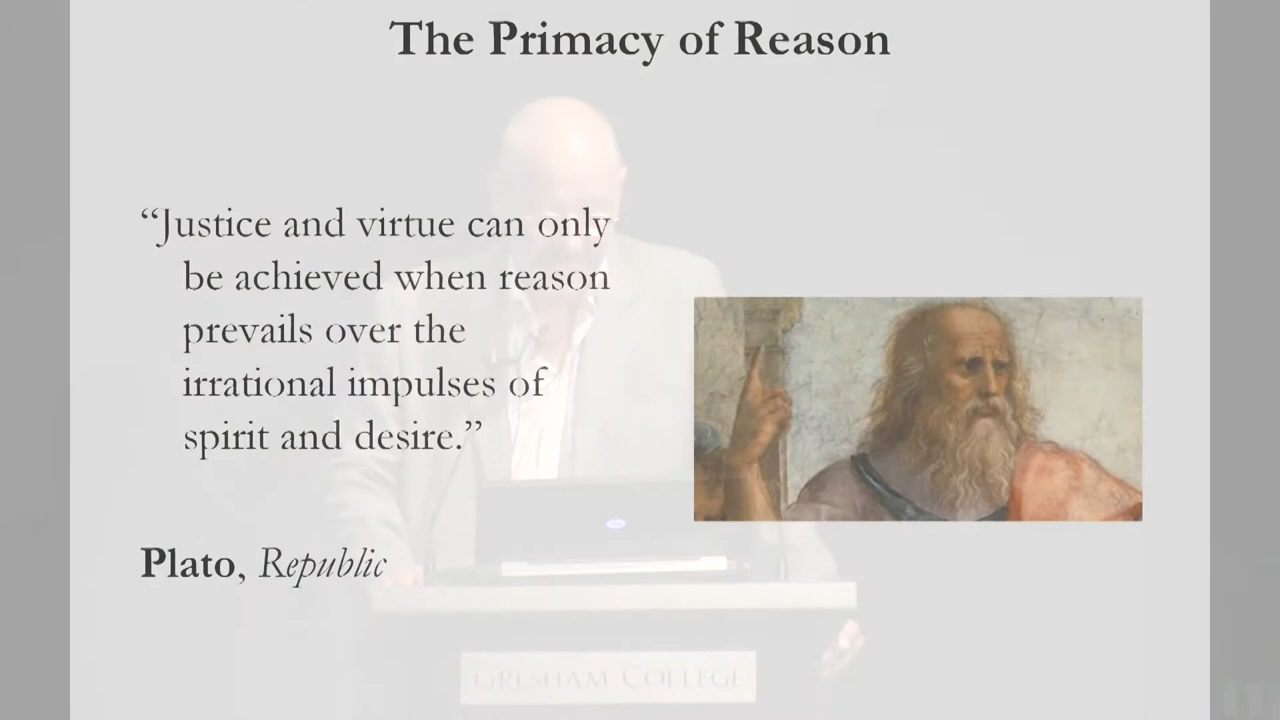 The Primacy of Reason
“Justice and virtue can only
be achieved when reason
prevails over the
irrational impulses of
spirit and desire.”
Plato, Republic
GRESHAM COLLEGE